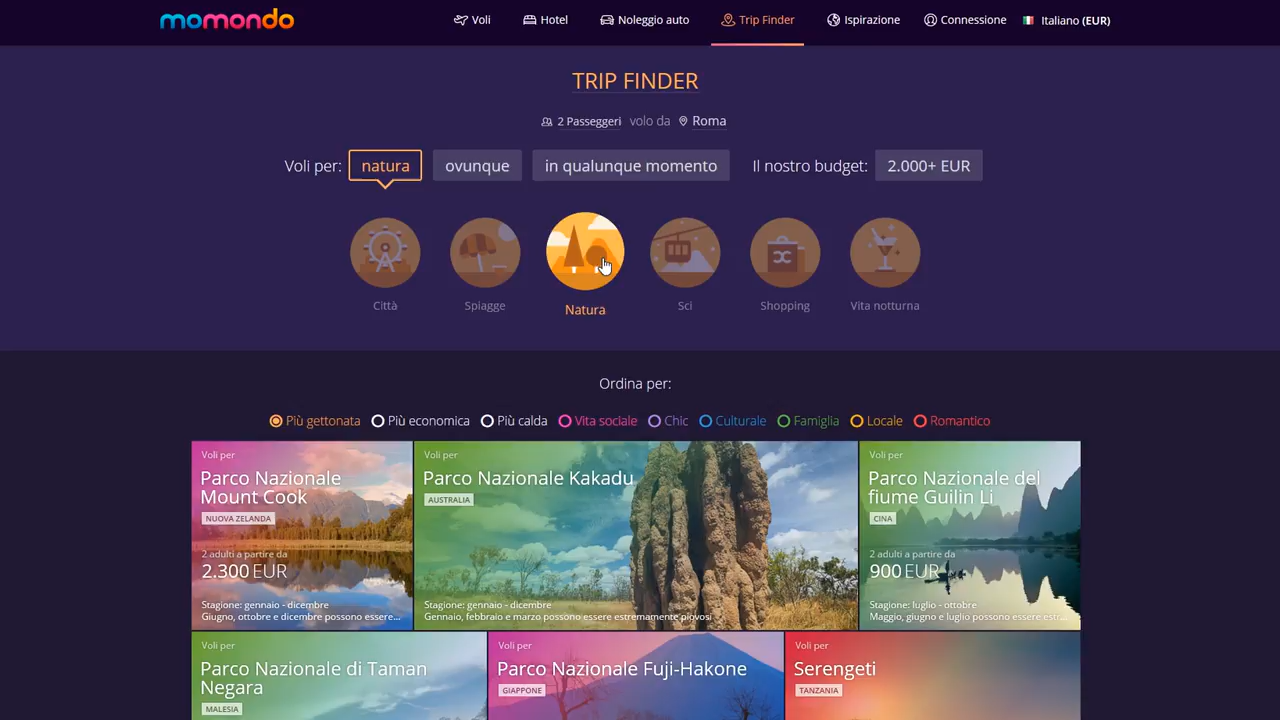 momondo
Voli
Hotel
Noleggio auto
Trip Finder
Ispirazione
Connessione
Italiano (EUR)
TRIP FINDER
2 Passeggeri volo da Roma
Voli per: natura ovunque in qualunque momento Il nostro budget: 2.000+ EUR
Città
Spiagge
Natura
Sci
Shopping
Vita notturna
Ordina per:
Più gettonata Più economica Più calda Vita sociale Chic Culturale Famiglia Locale Romantico
Voli per
Parco Nazionale
Mount Cook
NUOVA ZELANDA
2 adulti a partire da
2.300 EUR
Stagione: gennaio - dicembre
Giugno, ottobre e dicembre possono essere...
Voli per
Parco Nazionale Kakadu
AUSTRALIA
Stagione: gennaio - dicembre
Gennaio, febbraio e marzo possono essere estremamente piovosi
Voli per
Parco Nazionale del
fiume Guilin Li
CINA
2 adulti a partire da
900 EUR
Stagione: luglio - ottobre
Maggio, giugno e luglio possono essere estr...
Voli per
Parco Nazionale di Taman
Negara
MALESIA
Voli per
Parco Nazionale Fuji-Hakone
GIAPPONE
Voli per
Serengeti
TANZANIA